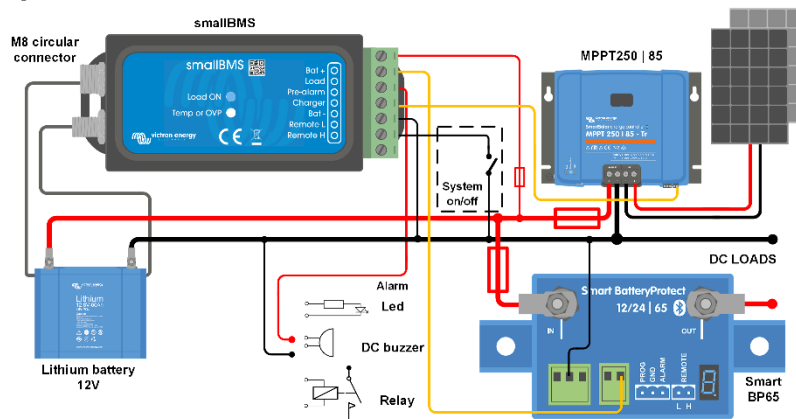 smallBMS
M8 circular
connector
smallBMS
Load ON
Temp or OVP
victron energy
CE
Bat +
Load
Pre-alarm
Charger
Bat -
Remote L
Remote H
MPPT250 | 85
MPPT 250 | 85 - Tr
System
on/off
Lithium
Lithium battery
12V
Alarm
Led
DC buzzer
Relay
DC LOADS
Smart BatteryProtect
12/24 | 65
IN
OUT
PROG
GND
ALARM
REMOTE
L H
Smart
BP65